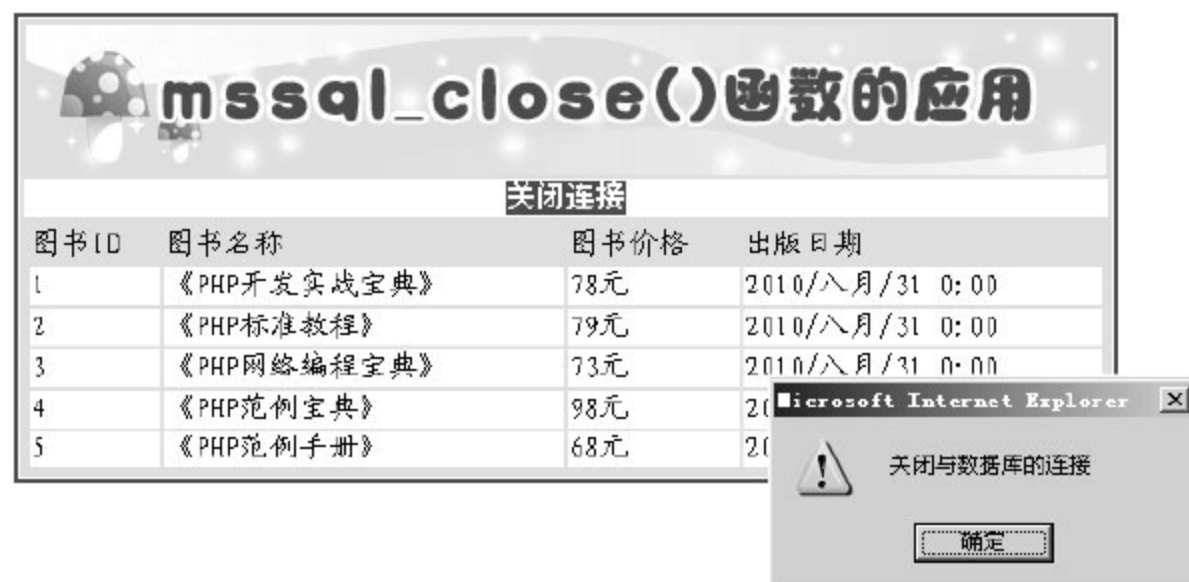 mssql_close()函数的应用
关闭连接
图书ID 图书名称 图书价格 出版日期
1 《PHP开发实战宝典》 78元 2010/八月/31 0:00
2 《PHP标准教程》 79元 2010/八月/31 0:00
3 《PHP网络编程宝典》 73元 2010/八月/31 0:00
4 《PHP范例宝典》 98元 20
5 《PHP范例手册》 68元 20
Microsoft Internet Explorer
关闭与数据库的连接
确定